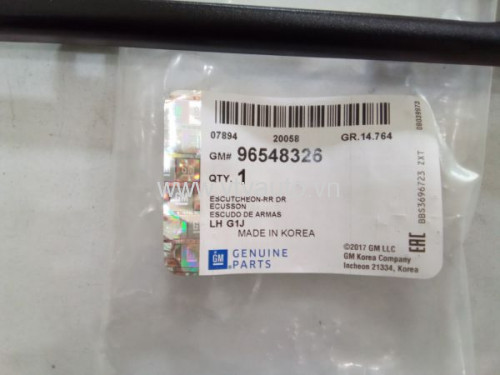 07894 20058 GR.14.764
GM# 96548326
QTY. 1
ESCUTCHEON-RR DR
ECUSSON
ESCUDO DE ARMAS
LH G1J
MADE IN KOREA
GM GENUINE
PARTS
©2017 GM LLC
GM Korea Company
Incheon 21334, Korea
EAC